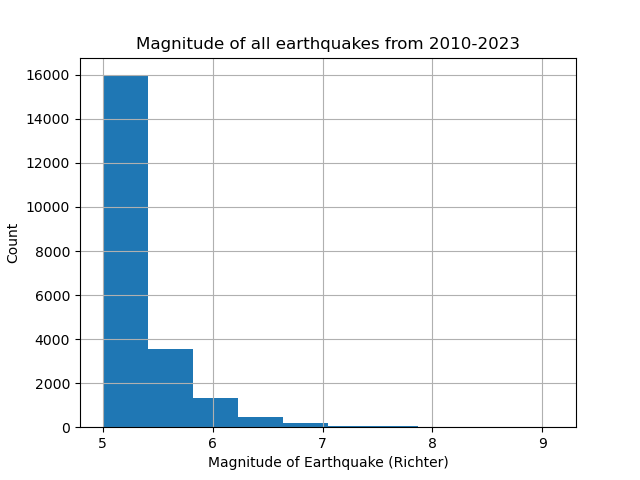 Magnitude of all earthquakes from 2010-2023
16000
14000
12000
10000
8000
6000
4000
2000
0
Count
5 6 7 8 9
Magnitude of Earthquake (Richter)